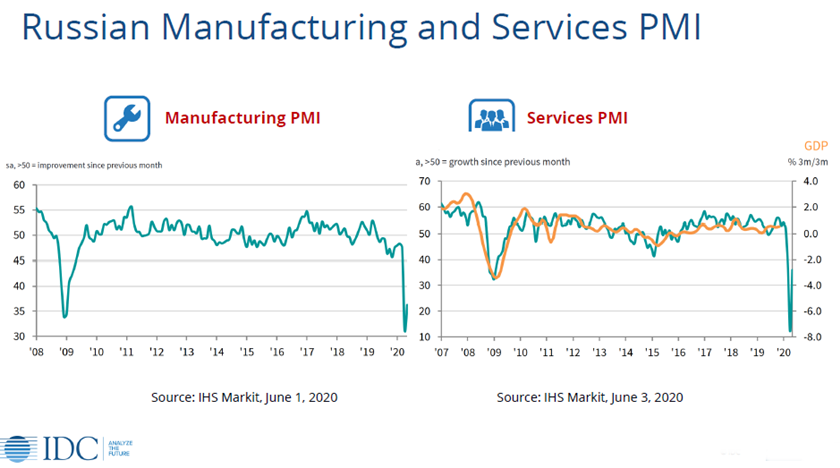 Russian Manufacturing and Services PMI
Manufacturing PMI
sa, >50 = improvement since previous month
60
55
50
45
40
35
30
'08 '09 '10 '11 '12 '13 '14 '15 '16 '17 '18 '19 '20
Source: IHS Markit, June 1, 2020
Services PMI
GDP
a, >50 = growth since previous month
% 3m/3m
70 4.0
60 2.0
50 0.0
40 -2.0
30 -4.0
20 -6.0
10 -8.0
'07 '08 '09 '10 '11 '12 '13 '14 '15 '16 '17 '18 '19 '20
Source: IHS Markit, June 3, 2020
IDC
ANALYZE
THE
FUTURE